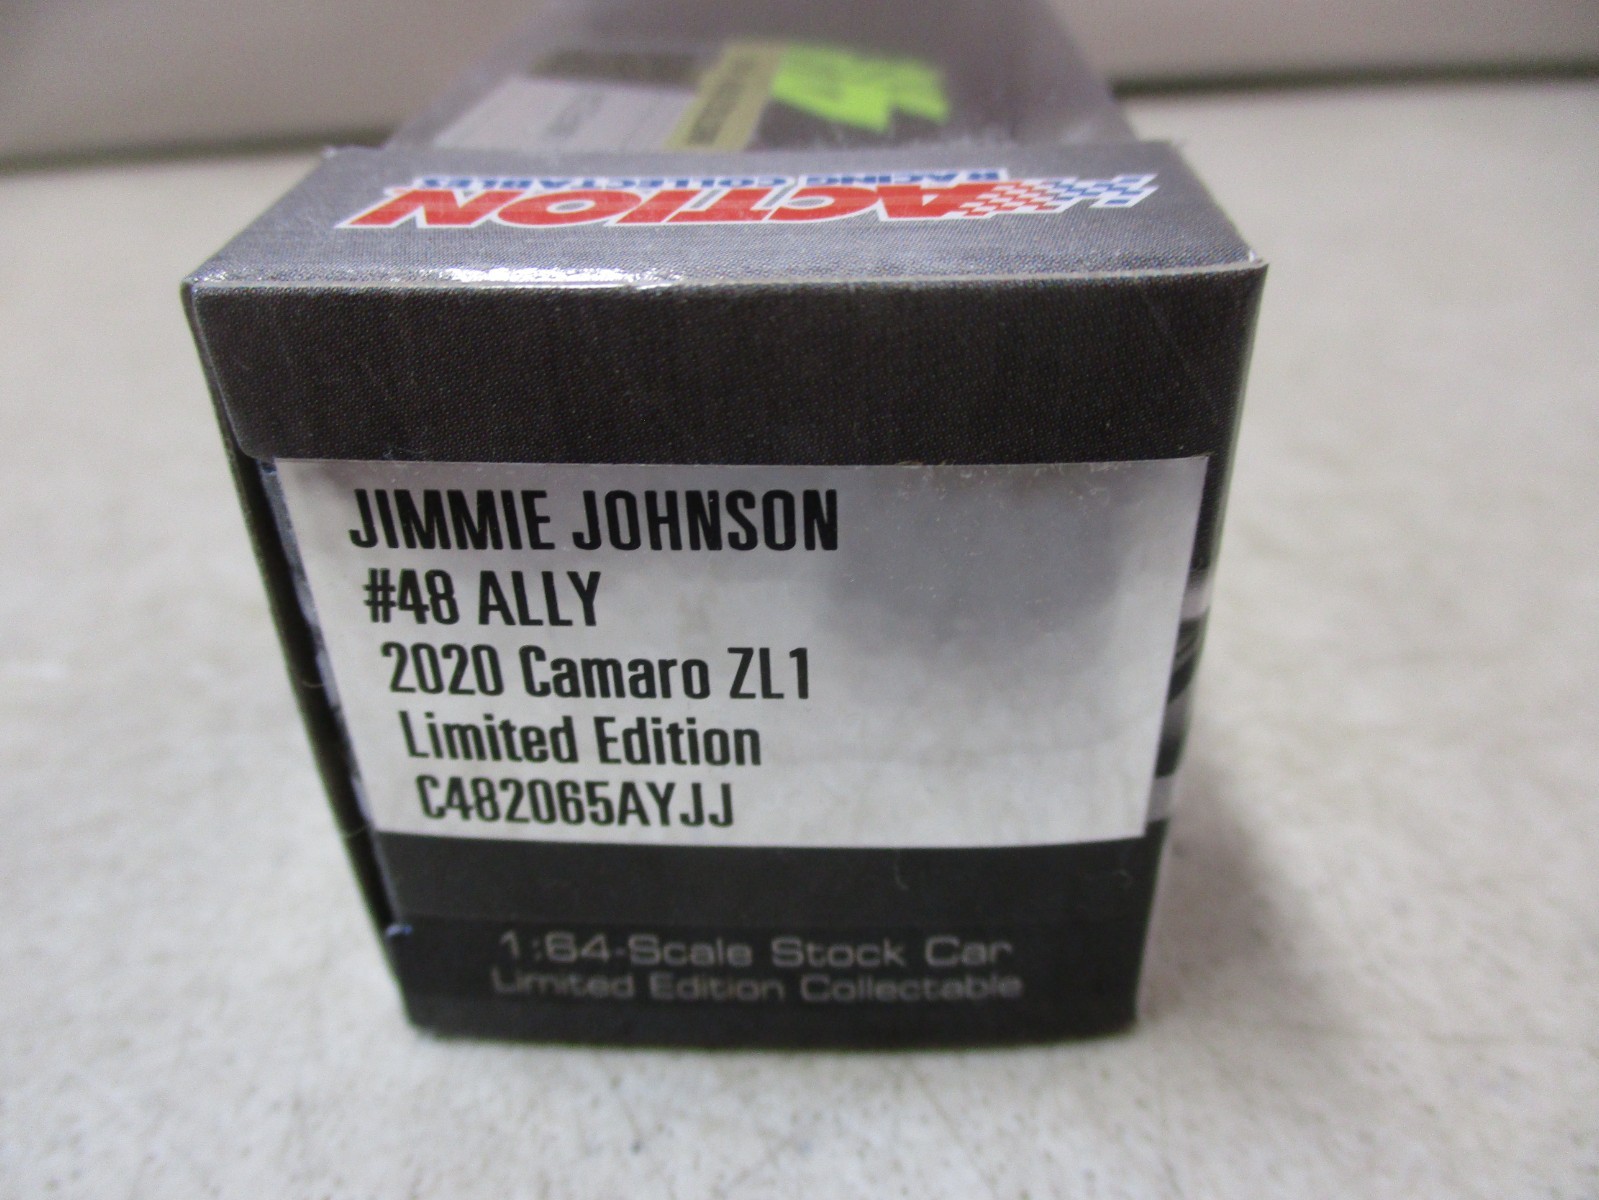 ACTION
RACING COLLECTABLES
JIMMIE JOHNSON
#48 ALLY
2020 Camaro ZL1
Limited Edition
C482065AYJJ
1:64-Scale Stock Car
Limited Edition Collectable